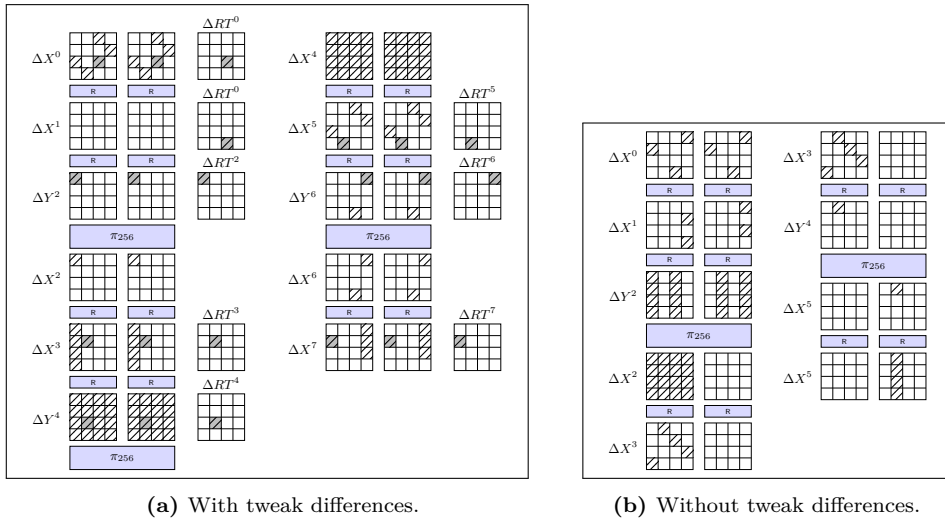 ΔRT⁰
ΔX⁰
R R
ΔRT⁰
ΔX¹
R R
ΔRT²
ΔY²
π₂₅₆
ΔX²
R R
ΔRT³
ΔX³
R R
ΔRT⁴
ΔY⁴
π₂₅₆
ΔX⁴
R R
ΔRT⁵
ΔX⁵
R R
ΔRT⁶
ΔY⁶
π₂₅₆
ΔX⁶
R R
ΔRT⁷
ΔX⁷
(a) With tweak differences.
ΔX⁰
R R
ΔX¹
R R
ΔY²
π₂₅₆
ΔX²
R R
ΔX³
ΔX³
R R
ΔY⁴
π₂₅₆
ΔX⁵
R R
ΔX⁵
(b) Without tweak differences.